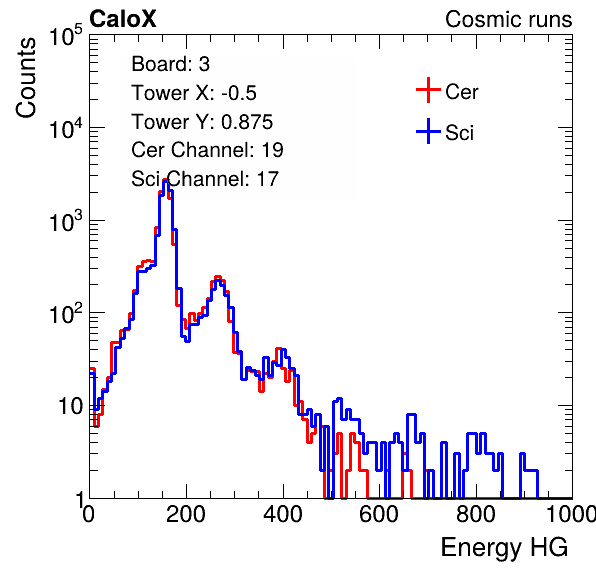 CaloX Cosmic runs
Counts
Board: 3
Tower X: -0.5
Tower Y: 0.875
Cer Channel: 19
Sci Channel: 17
Cer
Sci
10^5
10^4
10^3
10^2
10
1
0 200 400 600 800 1000
Energy HG